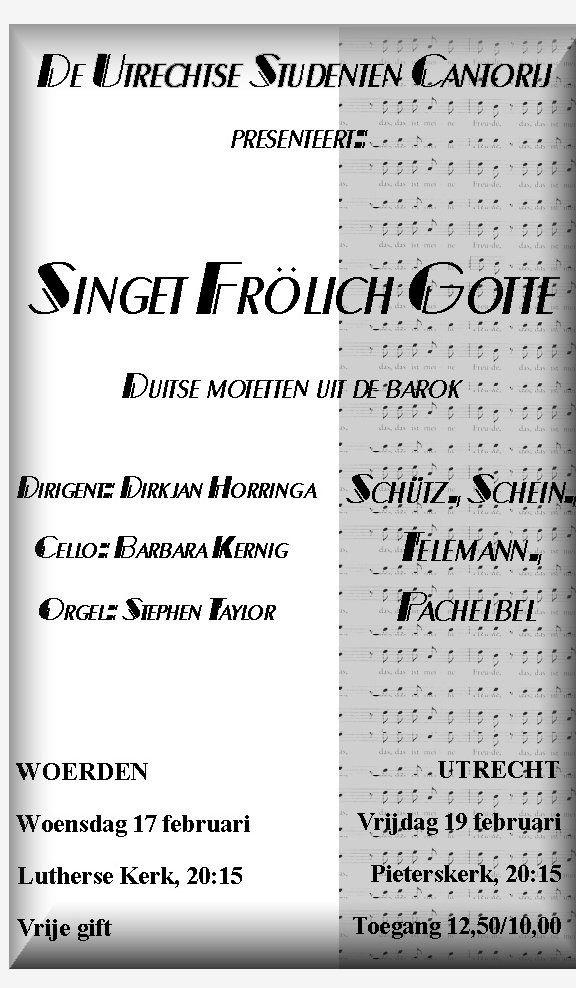 De Utrechtse Studenten Cantorij
presenteert:
Singet Frölich Gotte
Duitse motetten uit de barok
Dirigent: Dirkjan Horringa
Cello: Barbara Kernig
Orgel: Stephen Taylor
Schütz, Schein,
Telemann,
Pachelbel
WOERDEN
Woensdag 17 februari
Lutherse Kerk, 20:15
Vrije gift
UTRECHT
Vrijdag 19 februari
Pieterskerk, 20:15
Toegang 12,50/10,00